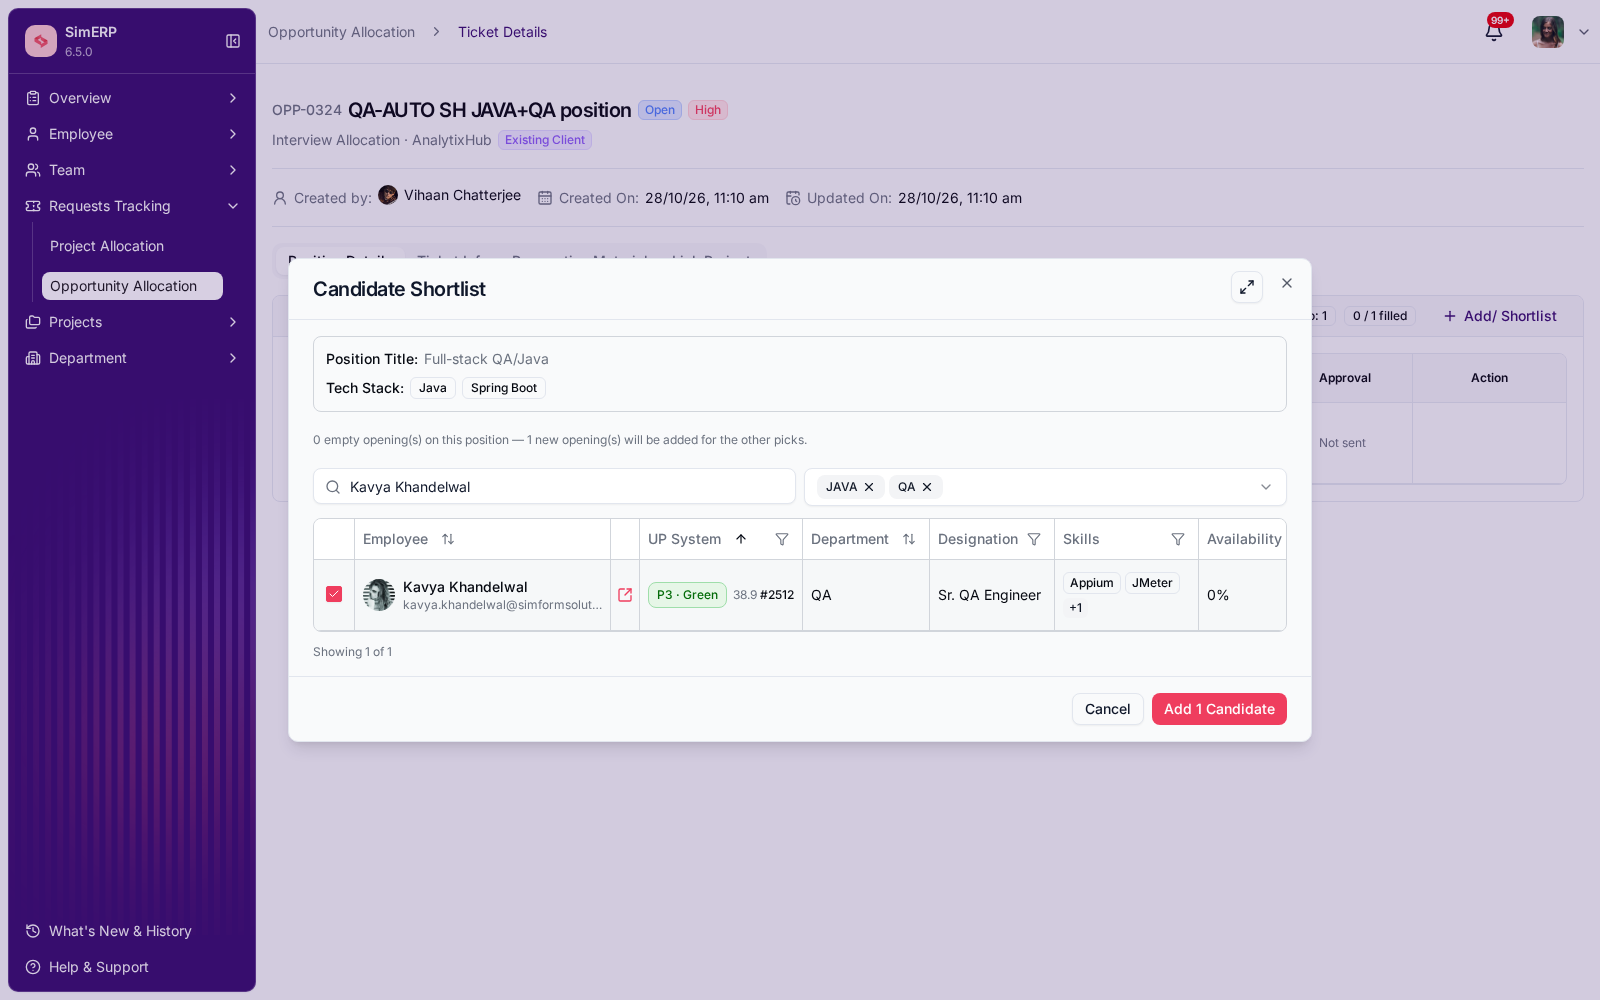 SimERP
6.5.0
Overview
Employee
Team
Requests Tracking
Project Allocation
Opportunity Allocation
Projects
Department
What's New & History
Help & Support
Opportunity Allocation > Ticket Details
99+
OPP-0324 QA-AUTO SH JAVA+QA position Open High
Interview Allocation · AnalytixHub Existing Client
Created by: Vihaan Chatterjee Created On: 28/10/26, 11:10 am Updated On: 28/10/26, 11:10 am
: 1 0 / 1 filled + Add/ Shortlist
Approval Action
Not sent
Candidate Shortlist
Position Title: Full-stack QA/Java
Tech Stack: Java Spring Boot
0 empty opening(s) on this position — 1 new opening(s) will be added for the other picks.
Kavya Khandelwal JAVA QA
Employee UP System Department Designation Skills Availability
Kavya Khandelwal P3 · Green 38.9 #2512 QA Sr. QA Engineer Appium JMeter 0%
kavya.khandelwal@simformsolut... +1
Showing 1 of 1
Cancel Add 1 Candidate